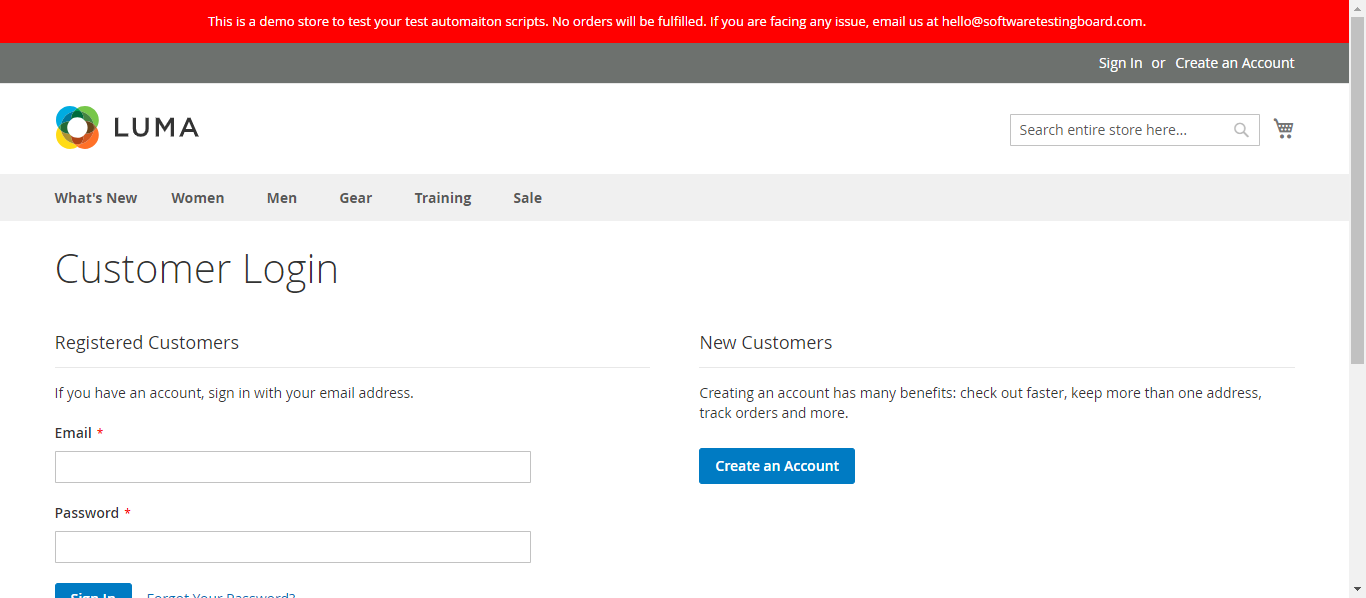 This is a demo store to test your test automaiton scripts. No orders will be fulfilled. If you are facing any issue, email us at hello@softwaretestingboard.com.
Sign In or Create an Account
LUMA
Search entire store here...
What's New Women Men Gear Training Sale
Customer Login
Registered Customers
If you have an account, sign in with your email address.
Email *
Password *
Sign In Forgot Your Password?
New Customers
Creating an account has many benefits: check out faster, keep more than one address,
track orders and more.
Create an Account